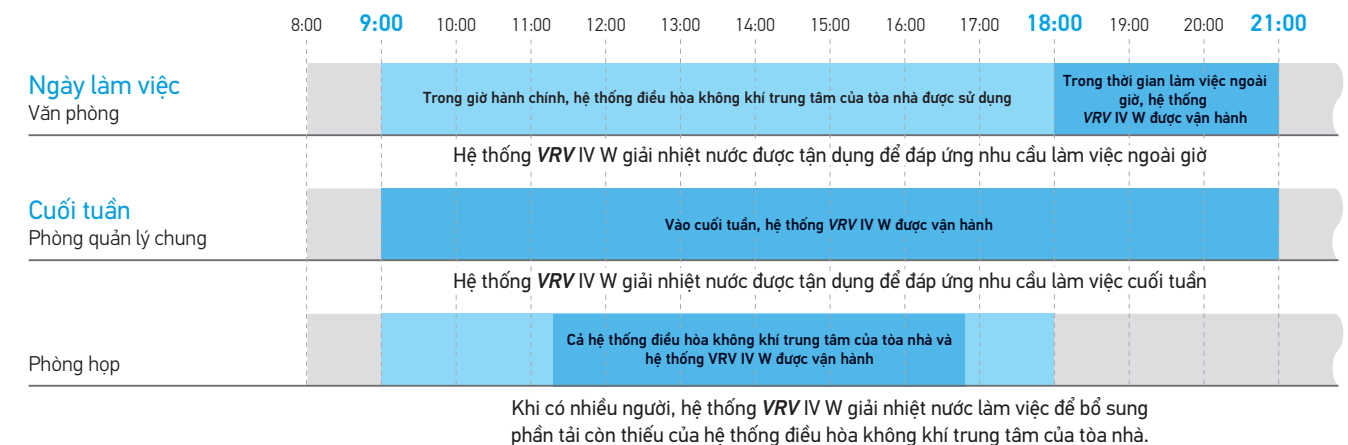 8:00 9:00 10:00 11:00 12:00 13:00 14:00 15:00 16:00 17:00 18:00 19:00 20:00 21:00
Ngày làm việc
Văn phòng
Trong giờ hành chính, hệ thống điều hòa không khí trung tâm của tòa nhà được sử dụng
Trong thời gian làm việc ngoài
giờ, hệ thống
VRV IV W được vận hành
Hệ thống VRV IV W giải nhiệt nước được tận dụng để đáp ứng nhu cầu làm việc ngoài giờ
Cuối tuần
Phòng quản lý chung
Vào cuối tuần, hệ thống VRV IV W được vận hành
Hệ thống VRV IV W giải nhiệt nước được tận dụng để đáp ứng nhu cầu làm việc cuối tuần
Phòng họp
Cả hệ thống điều hòa không khí trung tâm của tòa nhà và
hệ thống VRV IV W được vận hành
Khi có nhiều người, hệ thống VRV IV W giải nhiệt nước làm việc để bổ sung
phần tải còn thiếu của hệ thống điều hòa không khí trung tâm của tòa nhà.